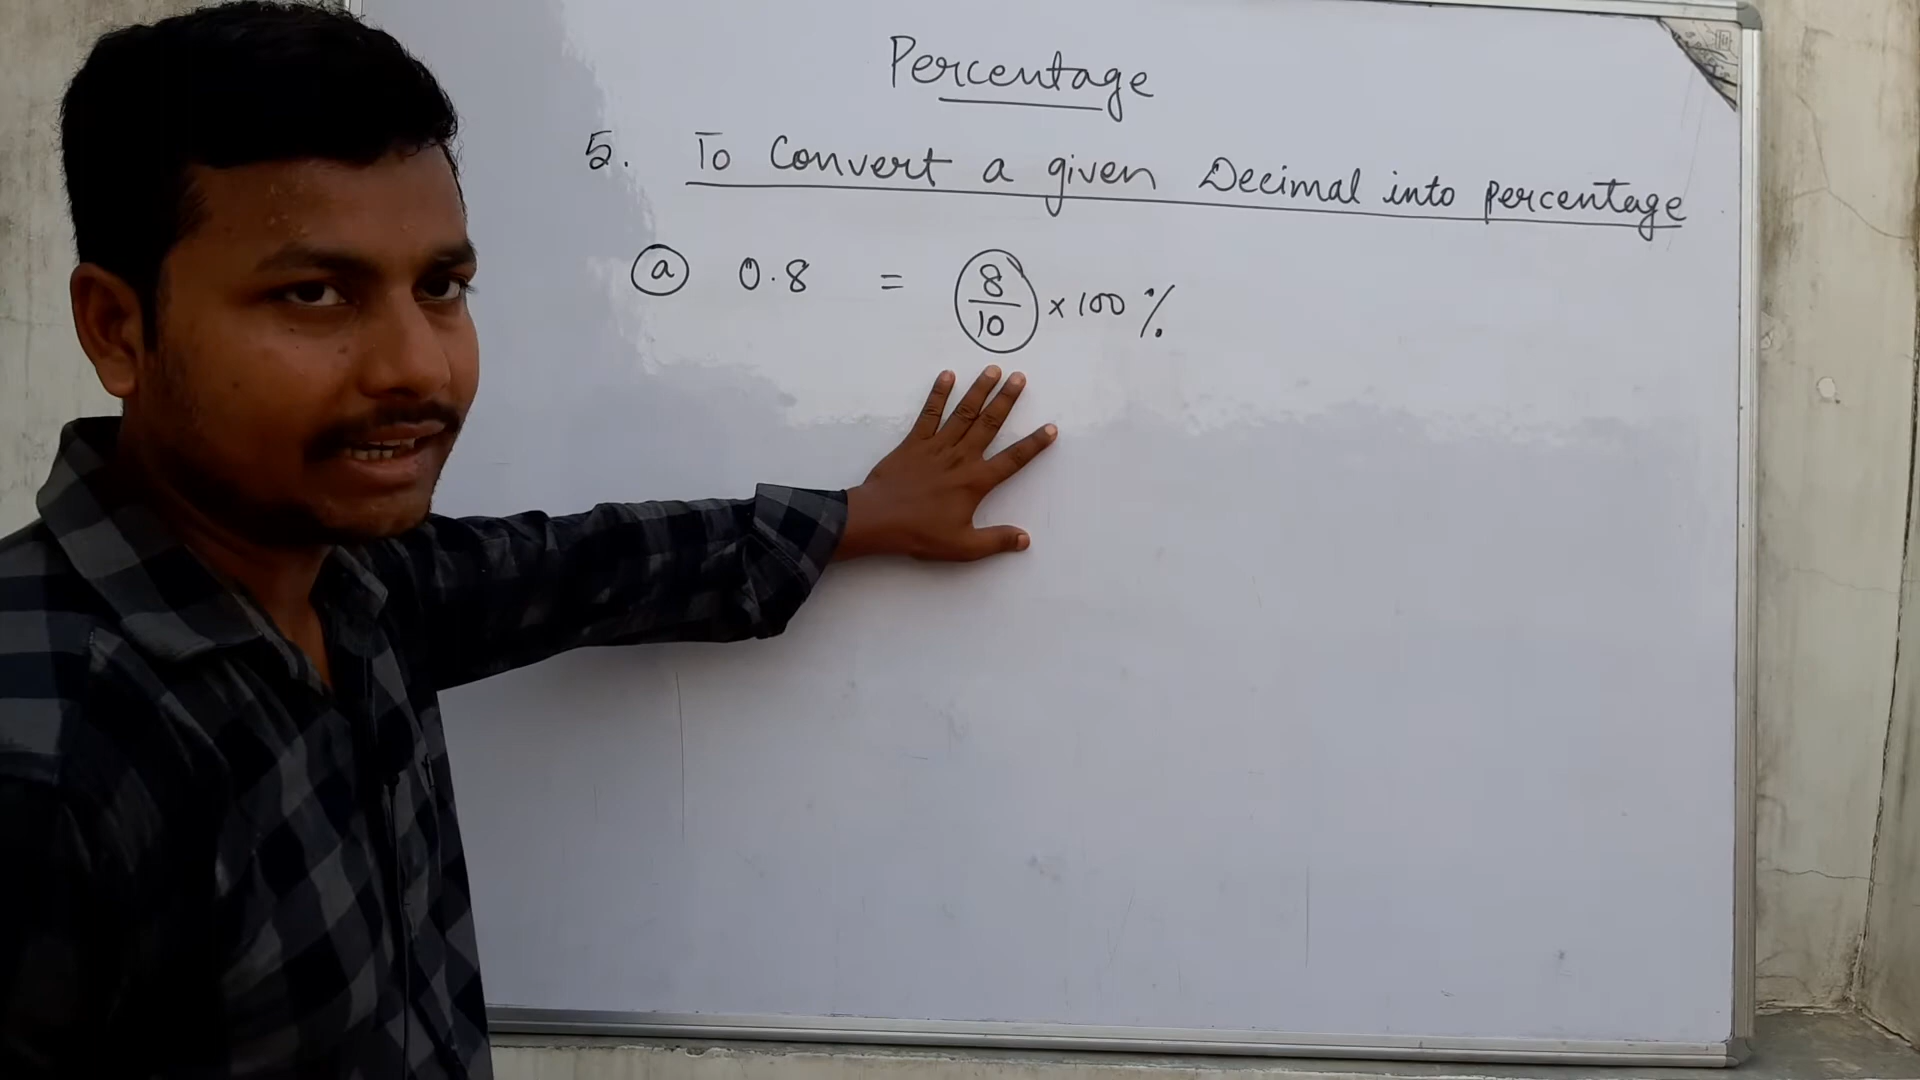 Percentage
5. To Convert a given Decimal into percentage
(a) 0.8 = 8/10 × 100 %